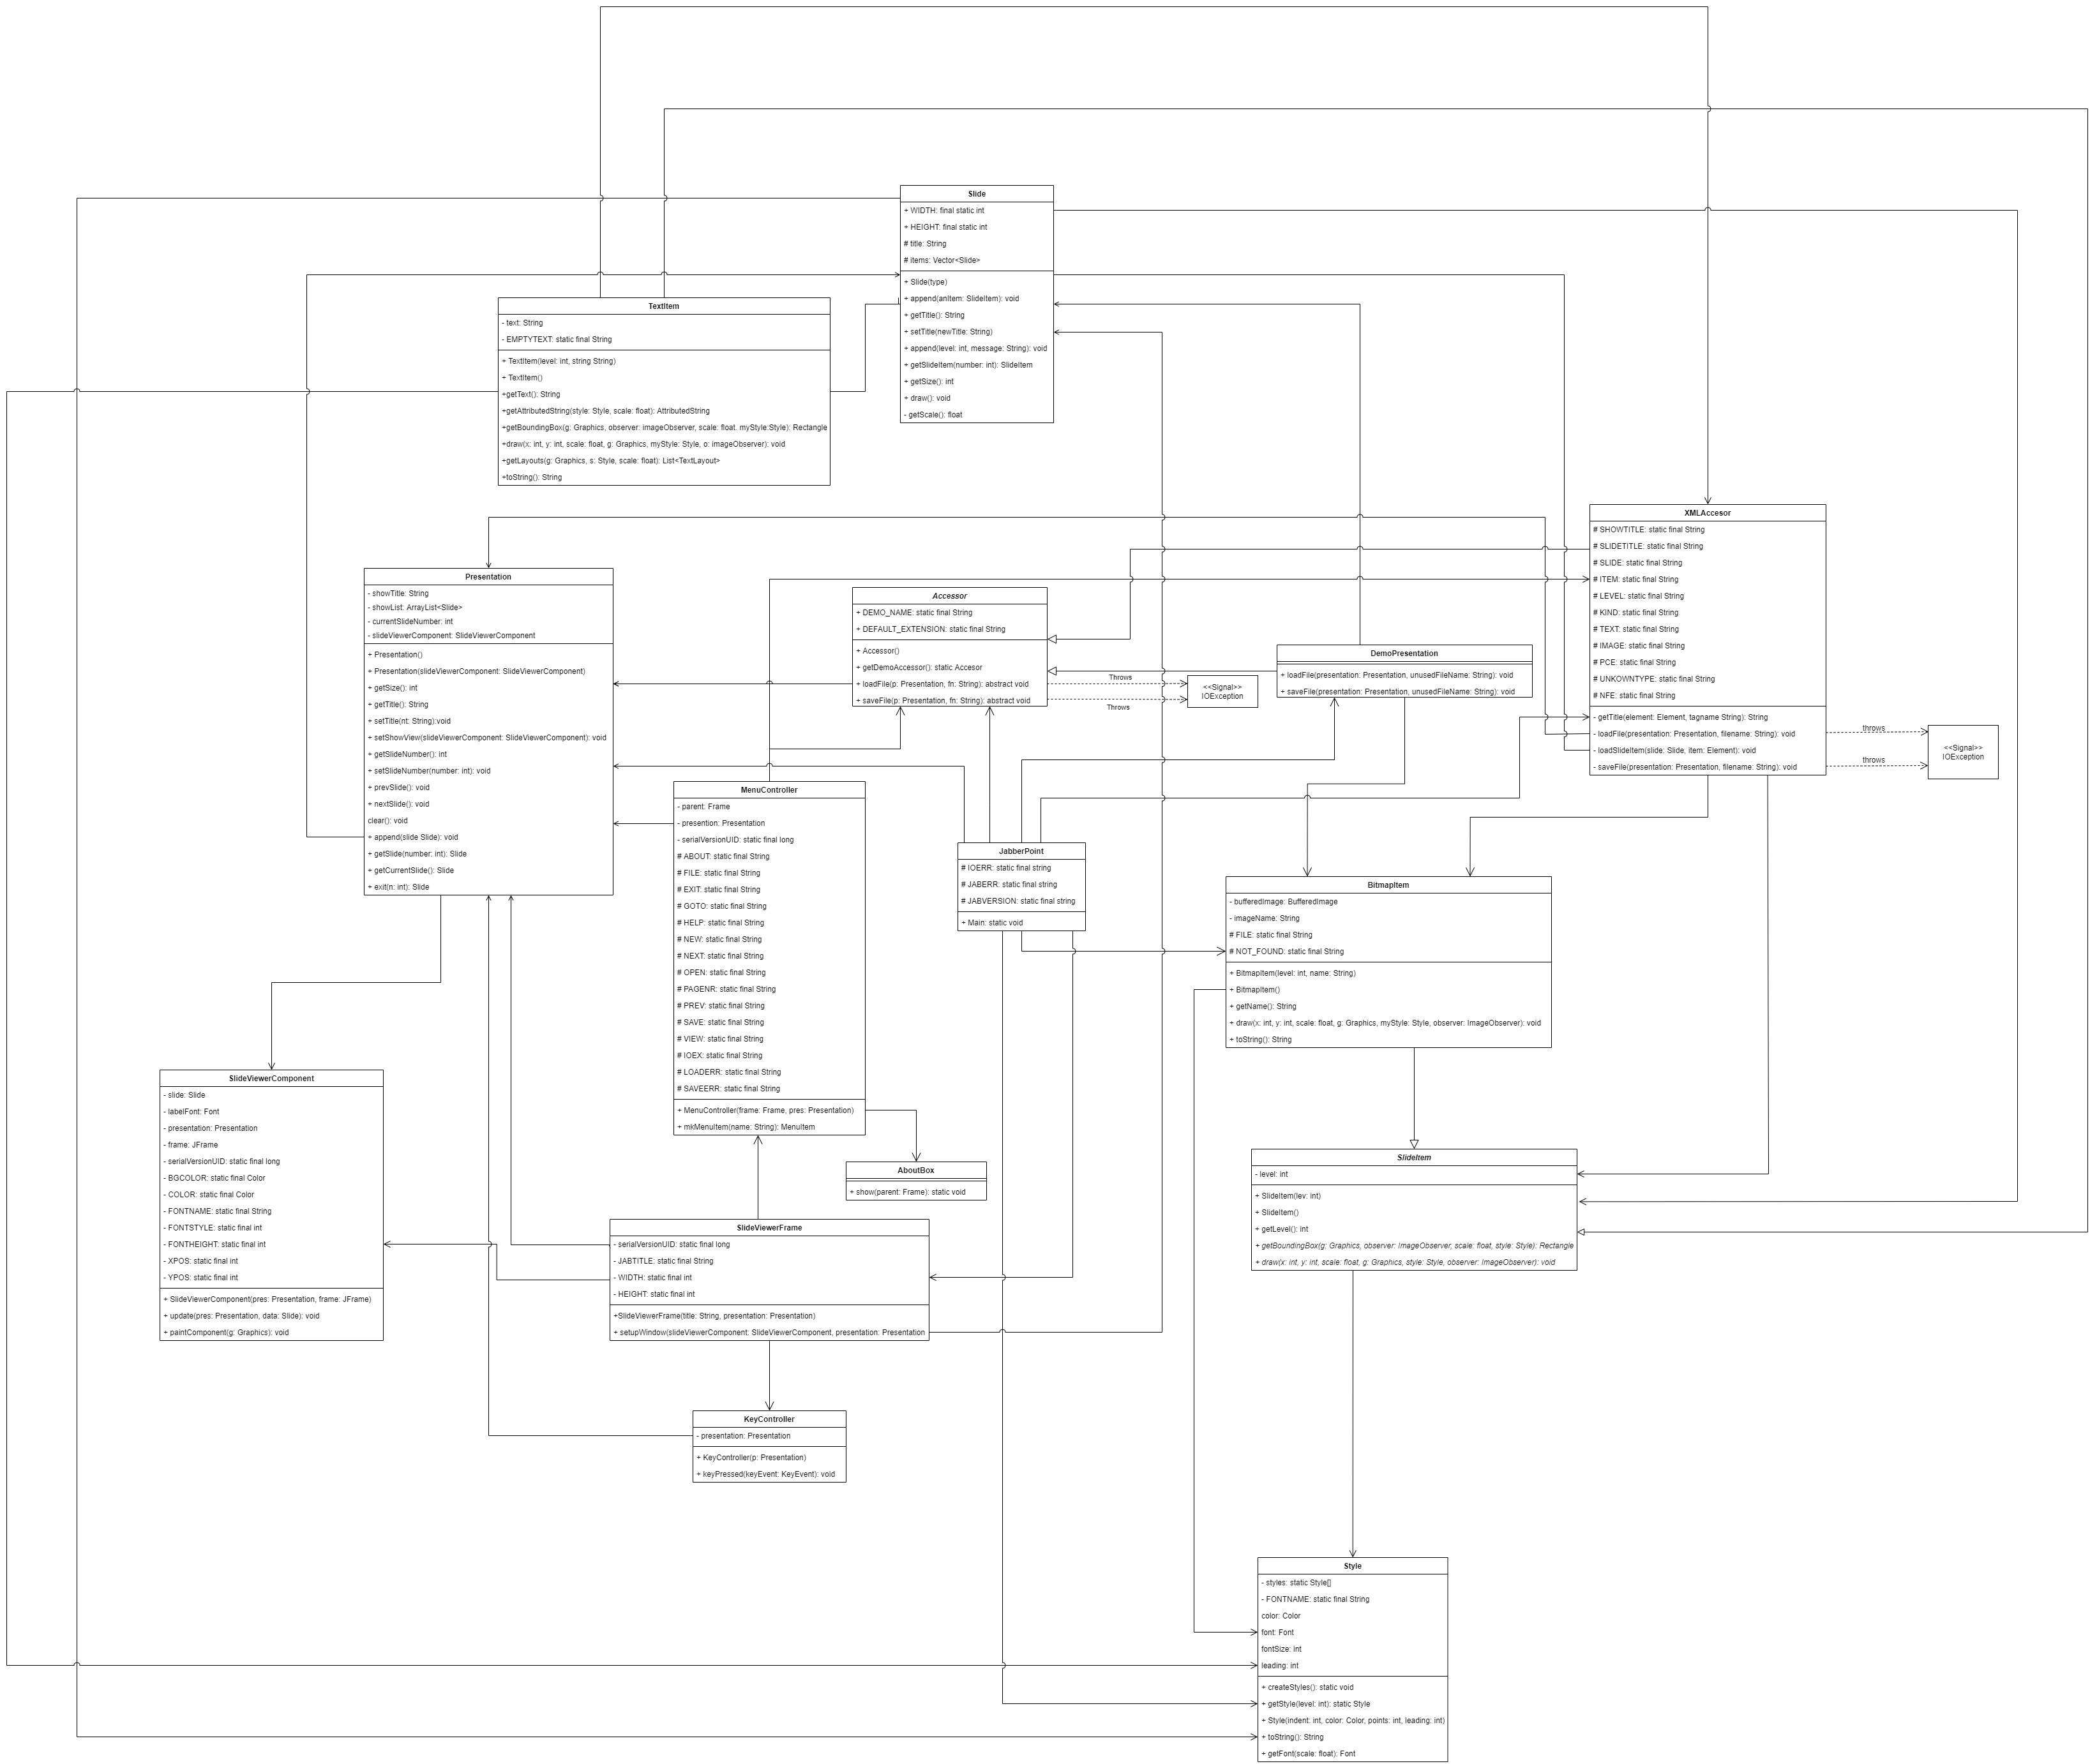 Slide
+ WIDTH: final static int
+ HEIGHT: final static int
# title: String
# items: Vector<Slide>
+ Slide(type)
+ append(anItem: SlideItem): void
+ getTitle(): String
+ setTitle(newTitle: String)
+ append(level: int, message: String): void
+ getSlideItem(number: int): SlideItem
+ getSize(): int
+ draw(): void
- getScale(): float
TextItem
- text: String
- EMPTYTEXT: static final String
+ TextItem(level: int, string String)
+ TextItem()
+getText(): String
+getAttributedString(style: Style, scale: float): AttributedString
+getBoundingBox(g: Graphics, observer: imageObserver, scale: float. myStyle:Style): Rectangle
+draw(x: int, y: int, scale: float, g: Graphics, myStyle: Style, o: imageObserver): void
+getLayouts(g: Graphics, s: Style, scale: float): List<TextLayout>
+toString(): String
XMLAccesor
# SHOWTITLE: static final String
# SLIDETITLE: static final String
# SLIDE: static final String
# ITEM: static final String
# LEVEL: static final String
# KIND: static final String
# TEXT: static final String
# IMAGE: static final String
# PCE: static final String
# UNKOWNTYPE: static final String
# NFE: static final String
- getTitle(element: Element, tagname String): String
- loadFile(presentation: Presentation, filename: String): void
- loadSlideItem(slide: Slide, item: Element): void
- saveFile(presentation: Presentation, filename: String): void
throws
throws
<<Signal>>
IOException
Presentation
- showTitle: String
- showList: ArrayList<Slide>
- currentSlideNumber: int
- slideViewerComponent: SlideViewerComponent
+ Presentation()
+ Presentation(slideViewerComponent: SlideViewerComponent)
+ getSize(): int
+ getTitle(): String
+ setTitle(nt: String):void
+ setShowView(slideViewerComponent: SlideViewerComponent): void
+ getSlideNumber(): int
+ setSlideNumber(number: int): void
+ prevSlide(): void
+ nextSlide(): void
clear(): void
+ append(slide Slide): void
+ getSlide(number: int): Slide
+ getCurrentSlide(): Slide
+ exit(n: int): Slide
Accessor
+ DEMO_NAME: static final String
+ DEFAULT_EXTENSION: static final String
+ Accessor()
+ getDemoAccessor(): static Accesor
+ loadFile(p: Presentation, fn: String): abstract void
+ saveFile(p: Presentation, fn: String): abstract void
Throws
Throws
<<Signal>>
IOException
DemoPresentation
+ loadFile(presentation: Presentation, unusedFileName: String): void
+ saveFile(presentation: Presentation, unusedFileName: String): void
MenuController
- parent: Frame
- presention: Presentation
- serialVersionUID: static final long
# ABOUT: static final String
# FILE: static final String
# EXIT: static final String
# GOTO: static final String
# HELP: static final String
# NEW: static final String
# NEXT: static final String
# OPEN: static final String
# PAGENR: static final String
# PREV: static final String
# SAVE: static final String
# VIEW: static final String
# IOEX: static final String
# LOADERR: static final String
# SAVEERR: static final String
+ MenuController(frame: Frame, pres: Presentation)
+ mkMenuItem(name: String): MenuItem
JabberPoint
# IOERR: static final string
# JABERR: static final string
# JABVERSION: static final string
+ Main: static void
BitmapItem
- bufferedImage: BufferedImage
- imageName: String
# FILE: static final String
# NOT_FOUND: static final String
+ BitmapItem(level: int, name: String)
+ BitmapItem()
+ getName(): String
+ draw(x: int, y: int, scale: float, g: Graphics, myStyle: Style, observer: ImageObserver): void
+ toString(): String
SlideViewerComponent
- slide: Slide
- labelFont: Font
- presentation: Presentation
- frame: JFrame
- serialVersionUID: static final long
- BGCOLOR: static final Color
- COLOR: static final Color
- FONTNAME: static final String
- FONTSTYLE: static final int
- FONTHEIGHT: static final int
- XPOS: static final int
- YPOS: static final int
+ SlideViewerComponent(pres: Presentation, frame: JFrame)
+ update(pres: Presentation, data: Slide): void
+ paintComponent(g: Graphics): void
AboutBox
+ show(parent: Frame): static void
SlideItem
- level: int
+ SlideItem(lev: int)
+ SlideItem()
+ getLevel(): int
+ getBoundingBox(g: Graphics, observer: ImageObserver, scale: float, style: Style): Rectangle
+ draw(x: int, y: int, scale: float, g: Graphics, style: Style, observer: ImageObserver): void
SlideViewerFrame
- serialVersionUID: static final long
- JABTITLE: static final String
- WIDTH: static final int
- HEIGHT: static final int
+SlideViewerFrame(title: String, presentation: Presentation)
+ setupWindow(slideViewerComponent: SlideViewerComponent, presentation: Presentation
KeyController
- presentation: Presentation
+ KeyController(p: Presentation)
+ keyPressed(keyEvent: KeyEvent): void
Style
- styles: static Style[]
- FONTNAME: static final String
color: Color
font: Font
fontSize: int
leading: int
+ createStyles(): static void
+ getStyle(level: int): static Style
+ Style(indent: int, color: Color, points: int, leading: int)
+ toString(): String
+ getFont(scale: float): Font